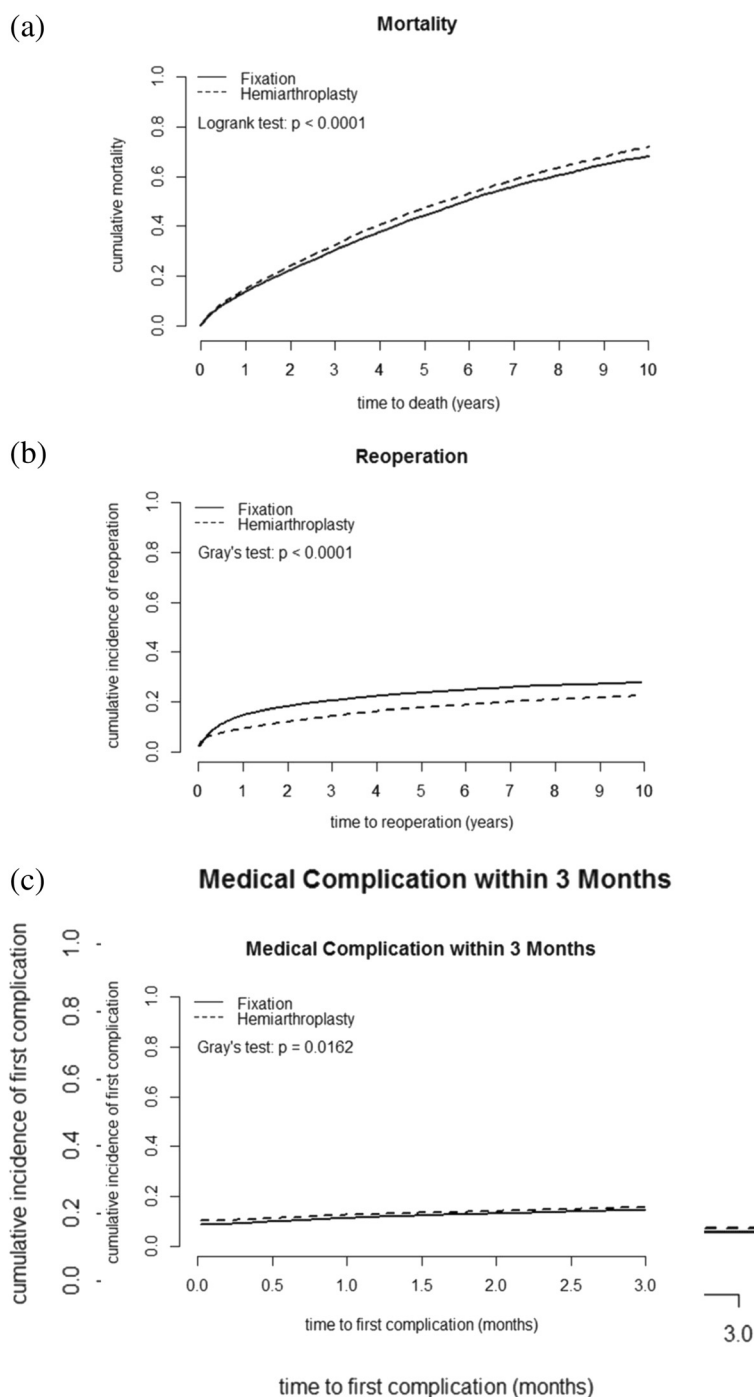 (a)
Mortality
Fixation
Hemiarthroplasty
Logrank test: p < 0.0001
cumulative mortality
0.0 0.2 0.4 0.6 0.8 1.0
0 1 2 3 4 5 6 7 8 9 10
time to death (years)
(b)
Reoperation
Fixation
Hemiarthroplasty
Gray's test: p < 0.0001
cumulative incidence of reoperation
0.0 0.2 0.4 0.6 0.8 1.0
0 1 2 3 4 5 6 7 8 9 10
time to reoperation (years)
(c)
Medical Complication within 3 Months
cumulative incidence of first complication
0.0 0.2 0.4 0.6 0.8 1.0
Medical Complication within 3 Months
Fixation
Hemiarthroplasty
Gray's test: p = 0.0162
cumulative incidence of first complication
0.0 0.2 0.4 0.6 0.8 1.0
0.0 0.5 1.0 1.5 2.0 2.5 3.0
time to first complication (months)
3.0
time to first complication (months)